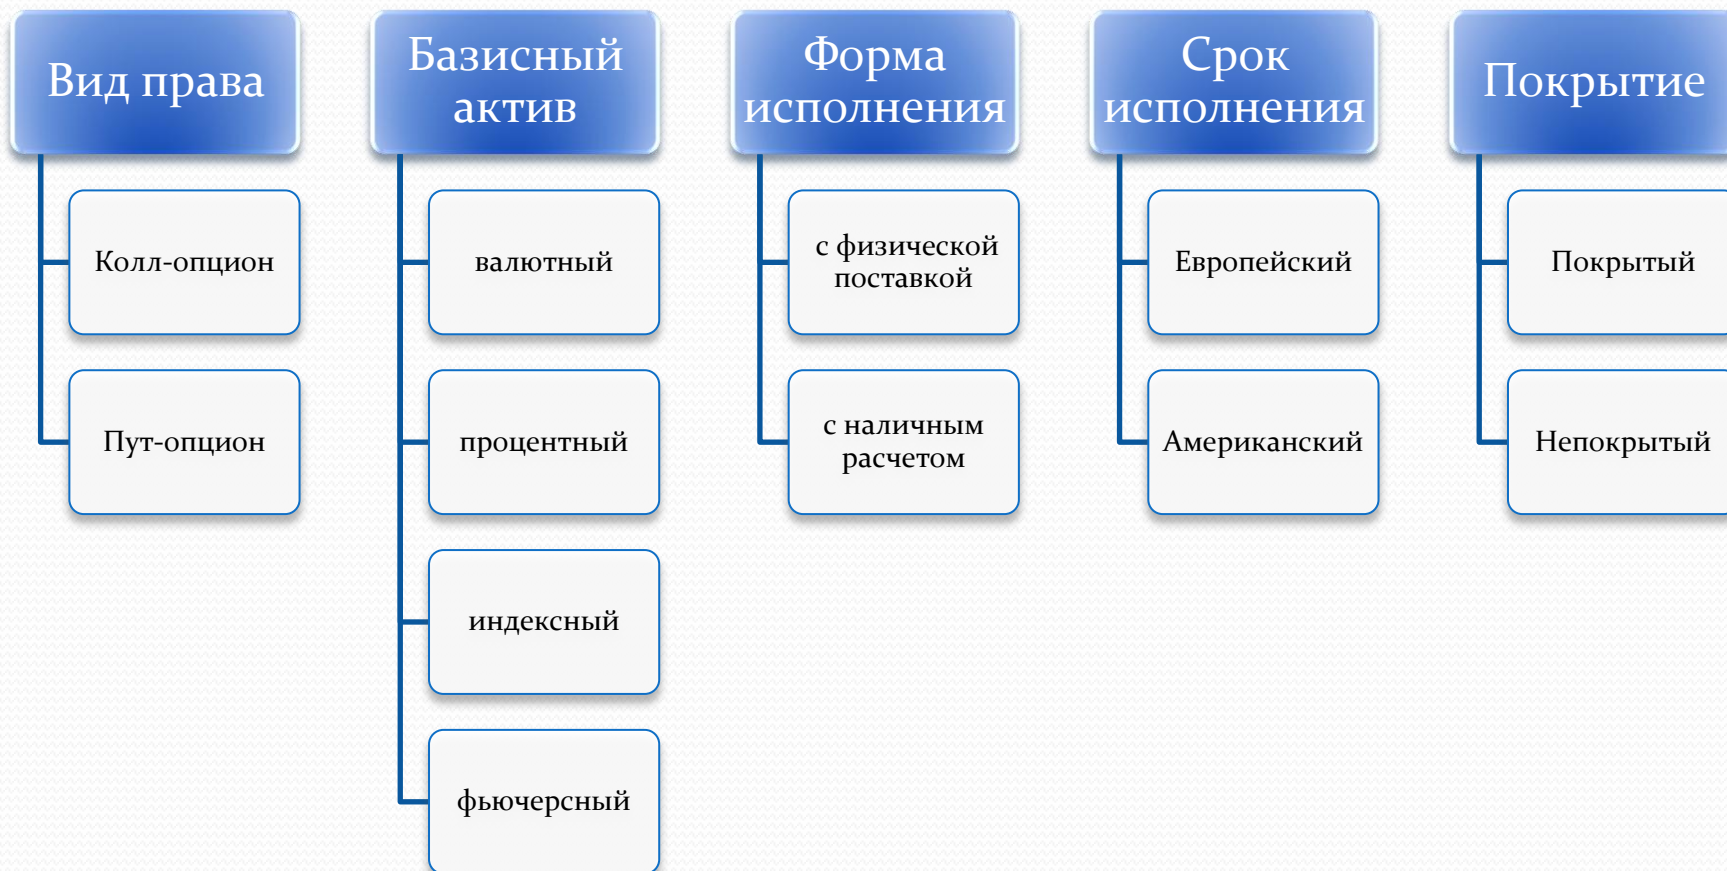 Вид права
Колл-опцион
Пут-опцион
Базисный
актив
валютный
процентный
индексный
фьючерсный
Форма
исполнения
с физической
поставкой
с наличным
расчетом
Срок
исполнения
Европейский
Американский
Покрытие
Покрытый
Непокрытый